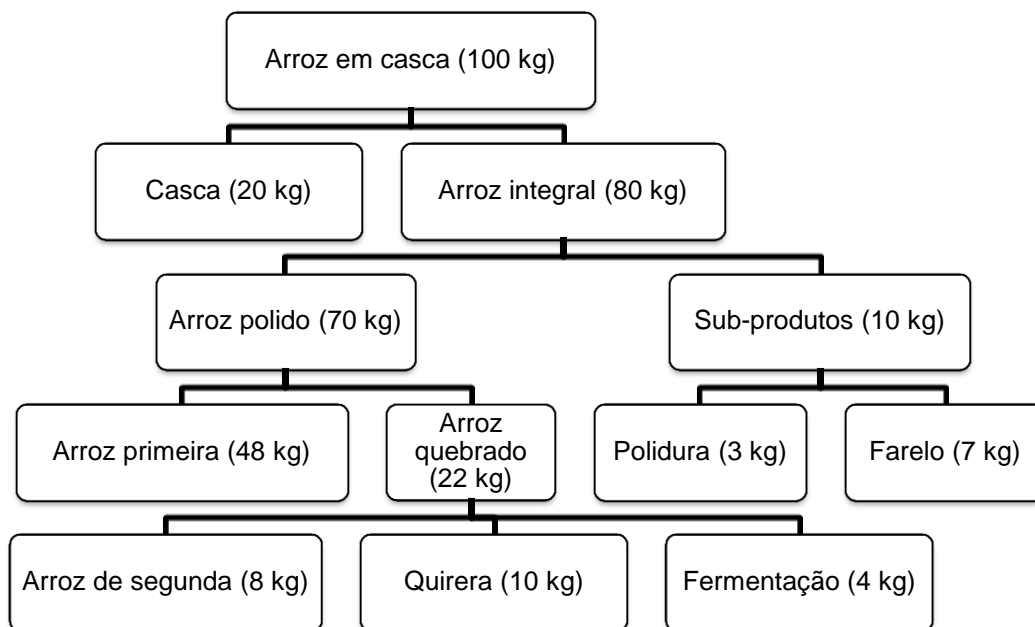 Arroz em casca (100 kg)
Casca (20 kg)
Arroz integral (80 kg)
Arroz polido (70 kg)
Sub-produtos (10 kg)
Arroz primeira (48 kg)
Arroz
quebrado
(22 kg)
Polidura (3 kg)
Farelo (7 kg)
Arroz de segunda (8 kg)
Quirera (10 kg)
Fermentação (4 kg)